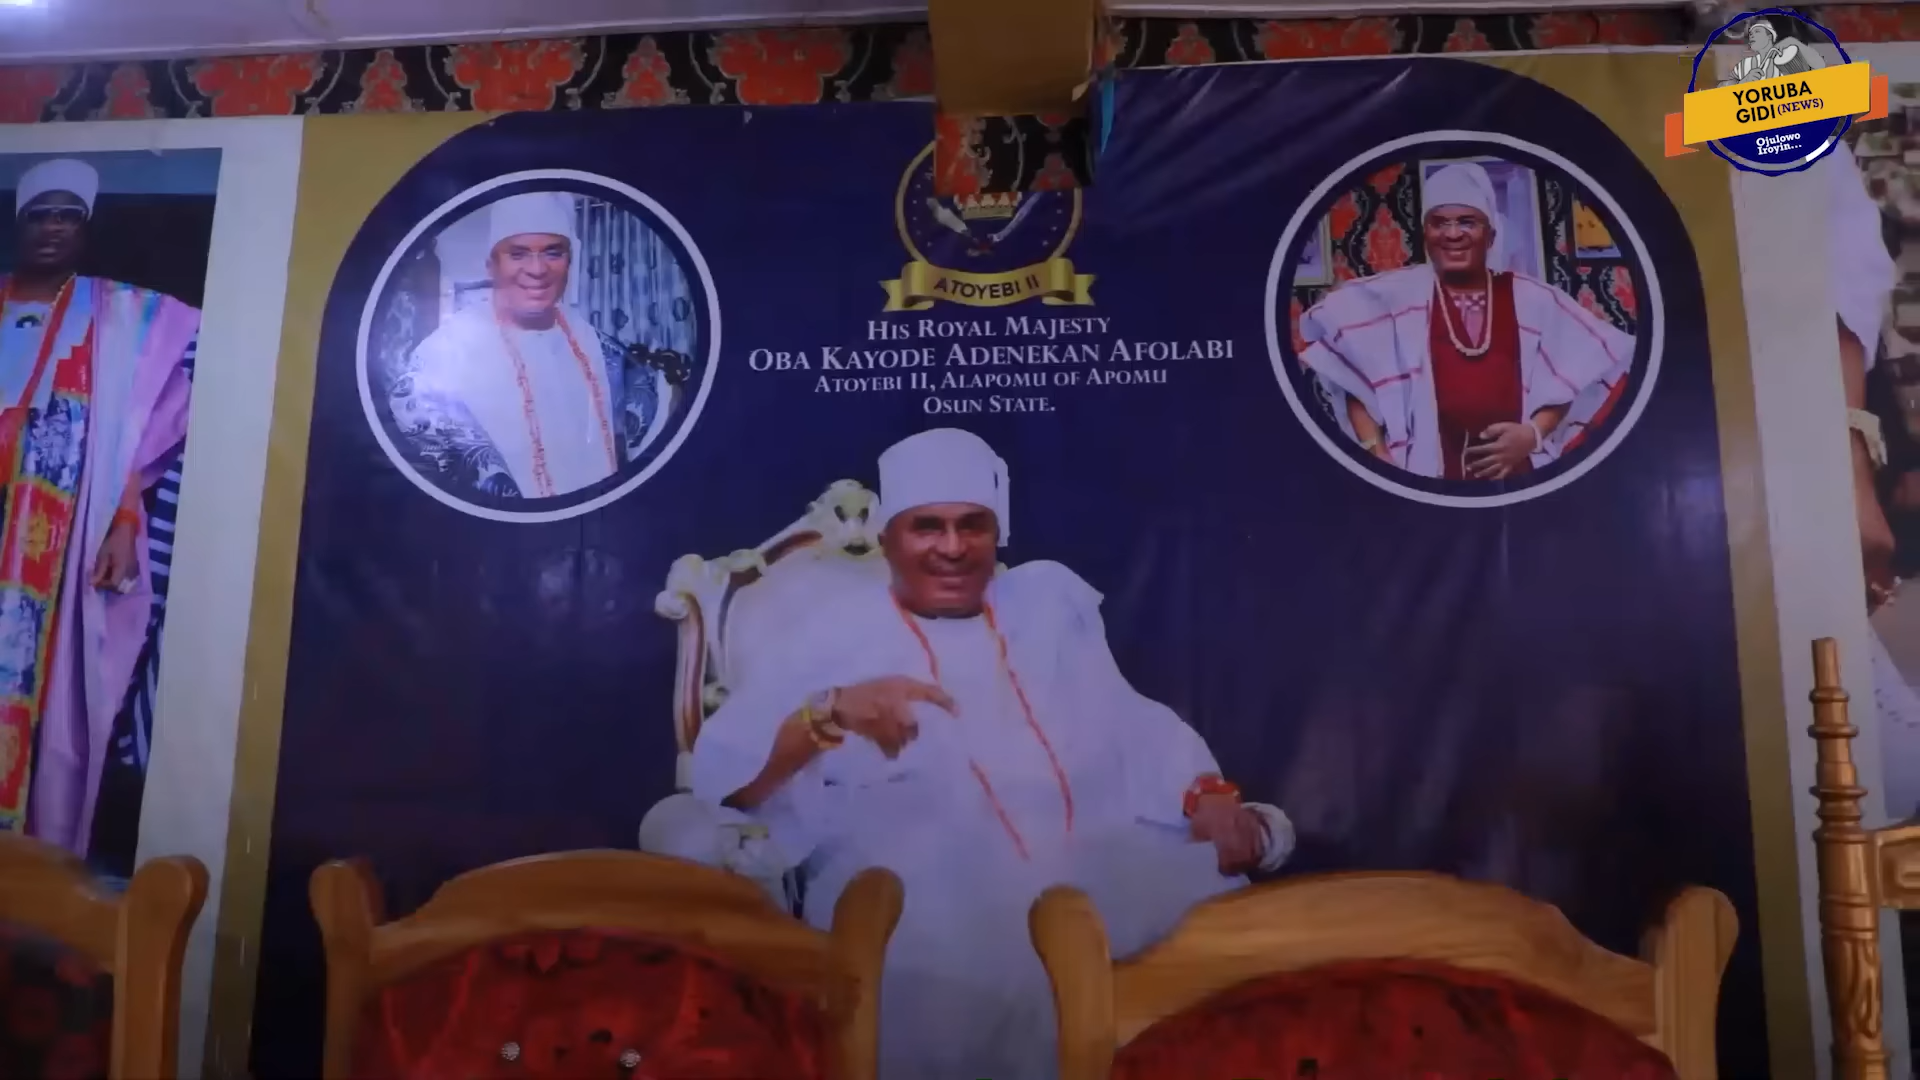 YORUBA
GIDI (NEWS)
Ojulowo
Iroyin...
ATOYEBI II
HIS ROYAL MAJESTY
OBA KAYODE ADENEKAN AFOLABI
ATOYEBI II, ALAPOMU OF APOMU
OSUN STATE.